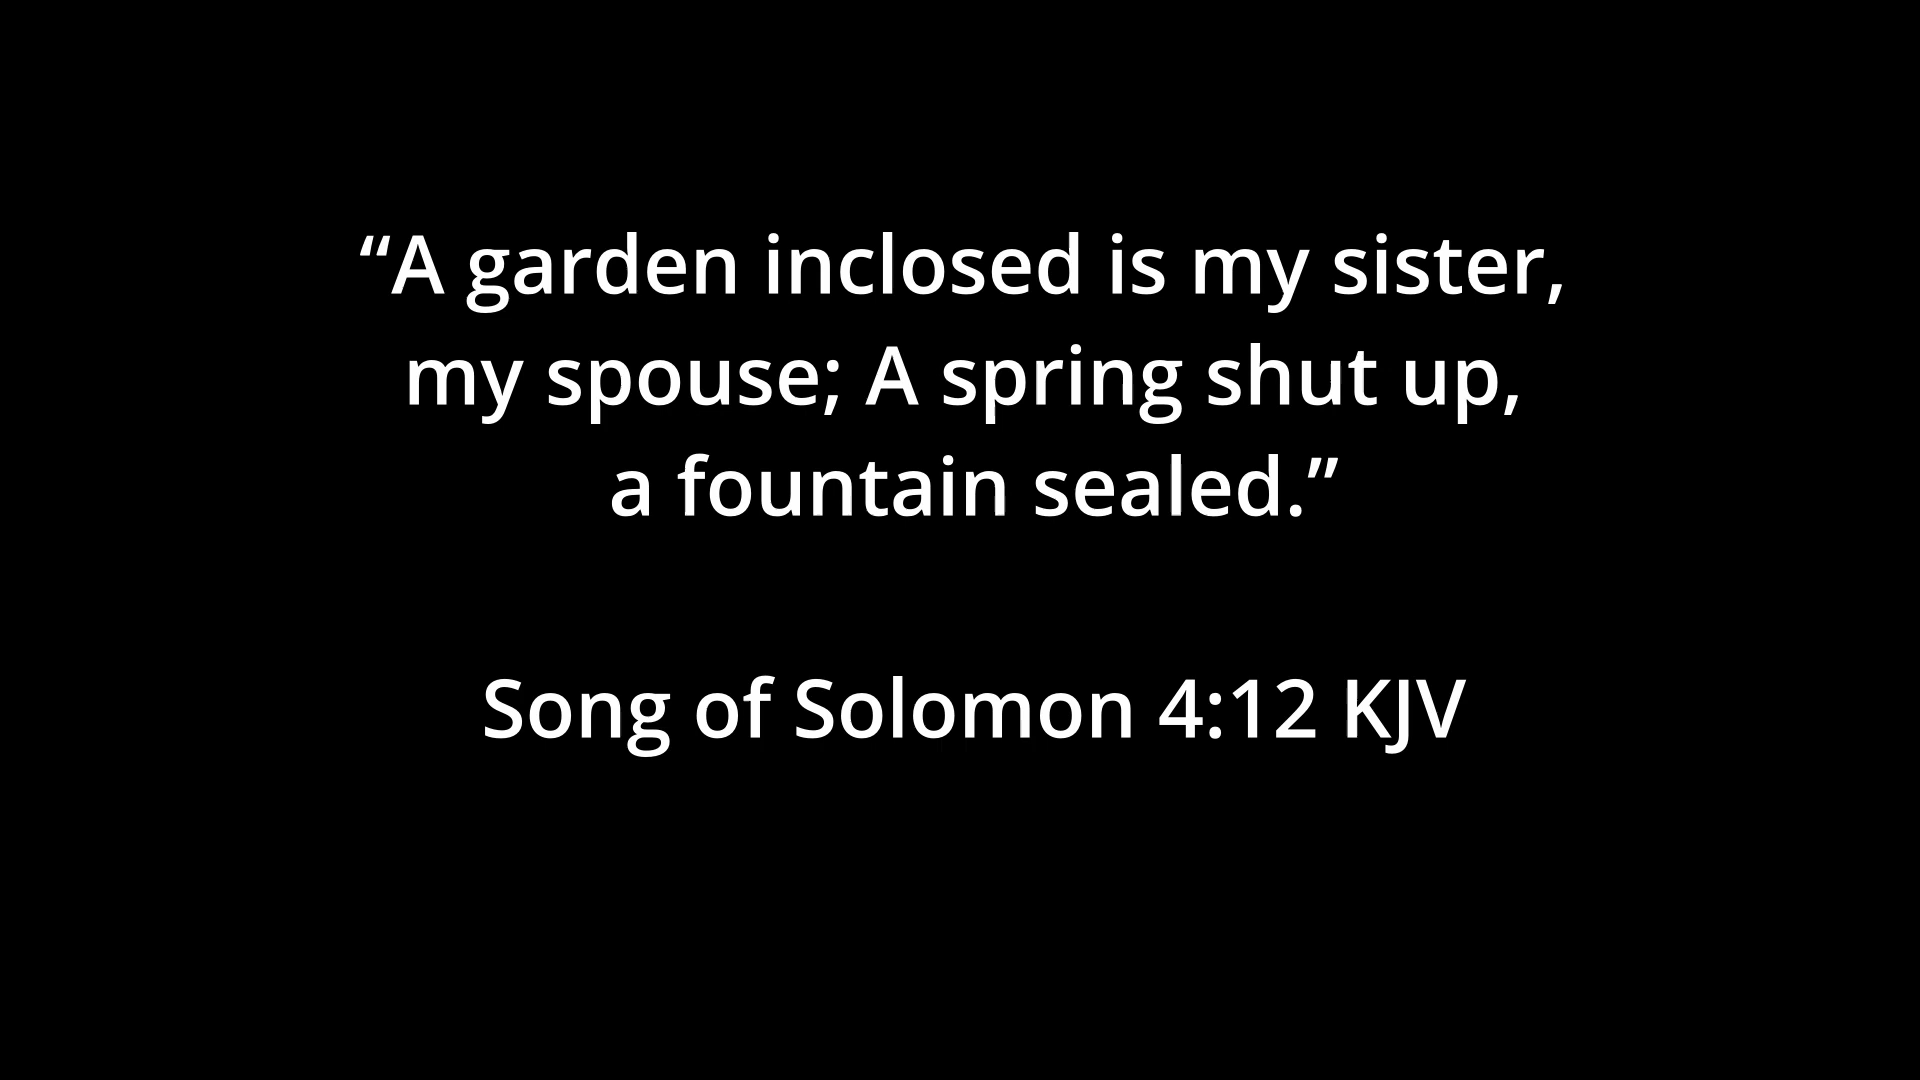 “A garden inclosed is my sister,
my spouse; A spring shut up,
a fountain sealed.”
Song of Solomon 4:12 KJV